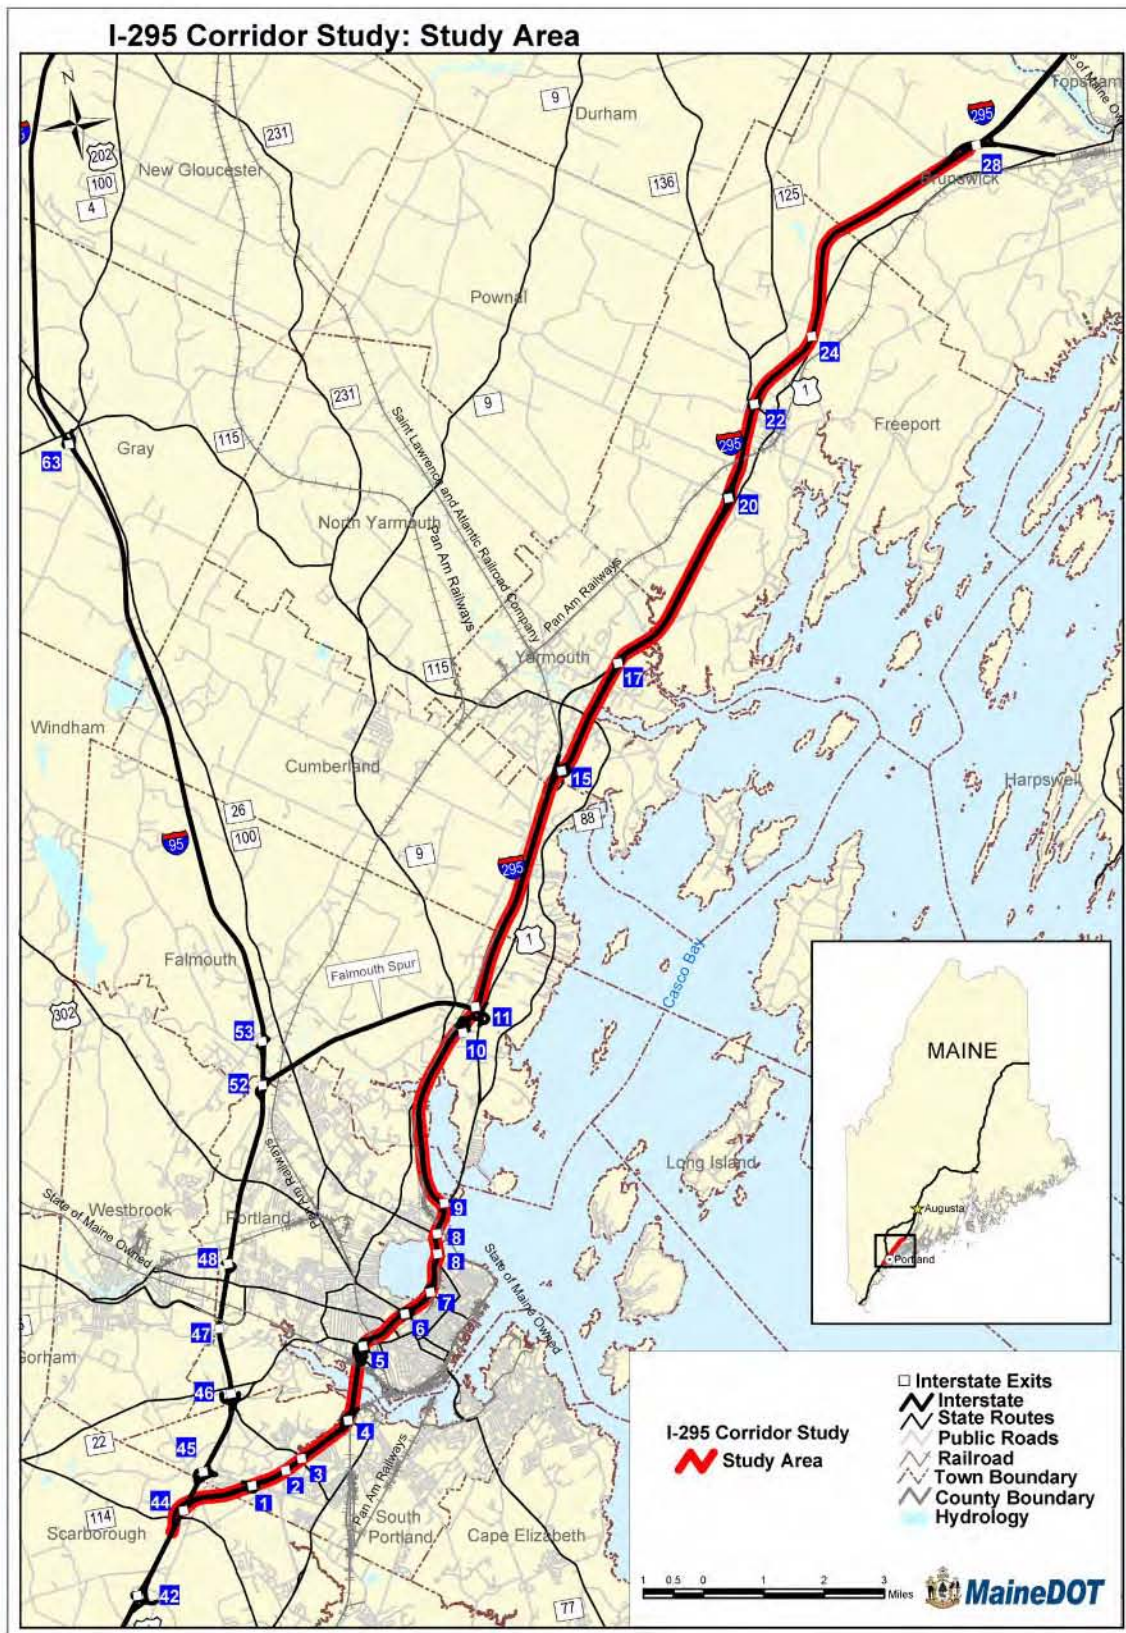 I-295 Corridor Study: Study Area
N
Topsham
9
Durham
295
231
202
100
4
New Gloucester
28
Brunswick
136
125
Pownal
24
1
231
9
22
Freeport
115
Gray
63
295
Saint Lawrence and Atlantic Railroad Company
20
North Yarmouth
Pan Am Railways
Pan Am Railways
Yarmouth
115
17
Windham
Cumberland
15
Harpswell
26
100
88
95
9
295
1
Casco Bay
Falmouth
Falmouth Spur
302
53
11
10
MAINE
52
Pan Am Railways
Long Island
State of Maine Owned
Westbrook
Portland
9
Augusta
8
8
State of Maine Owned
48
Portland
7
6
47
5
46
4
22
45
3
2
1
44
114
Scarborough
Pan Am Railways
South
Portland
Cape Elizabeth
42
77
Interstate Exits
Interstate
State Routes
Public Roads
Railroad
Town Boundary
County Boundary
Hydrology
I-295 Corridor Study
Study Area
1 0.5 0 1 2 3
Miles
MaineDOT